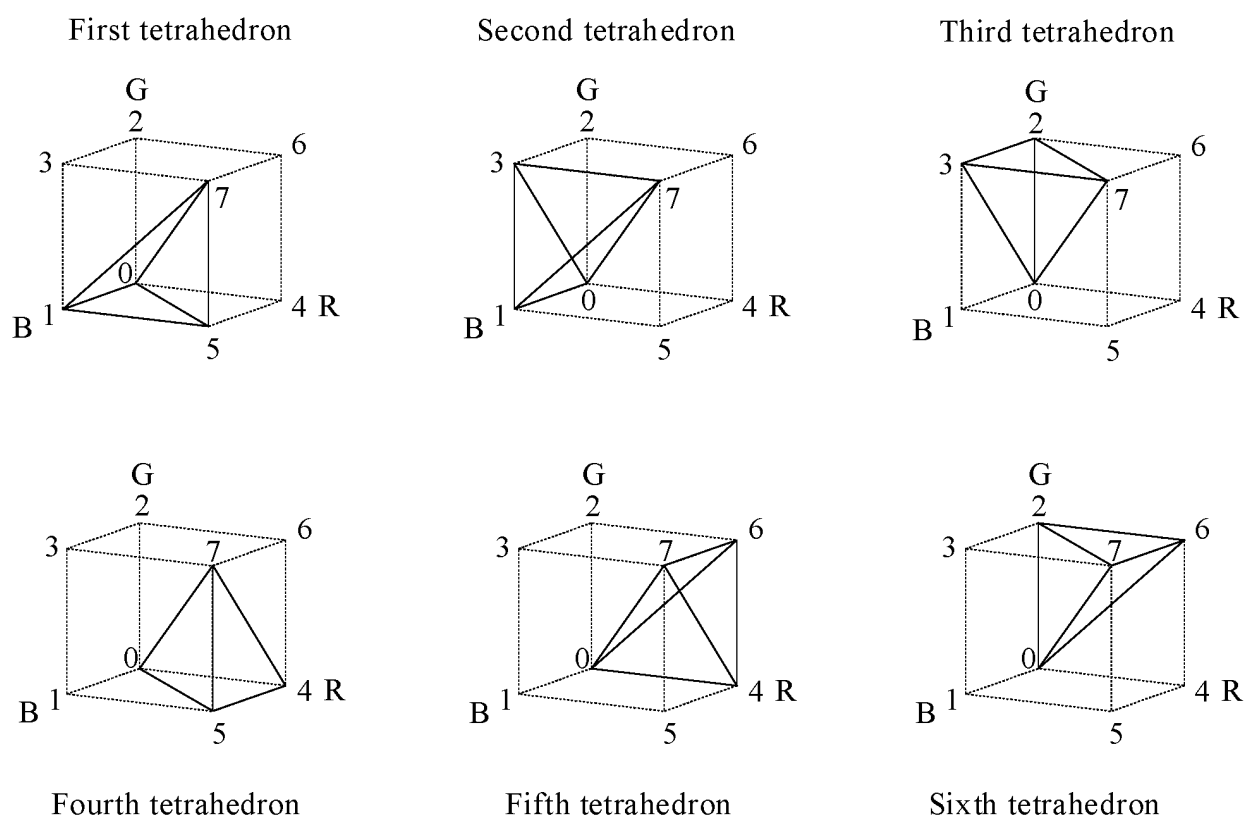 First tetrahedron
Second tetrahedron
Third tetrahedron
G
2
6
3
7
0
1
B
5
4 R
G
2
6
3
7
0
1
B
5
4 R
G
2
6
3
7
0
1
B
5
4 R
G
2
6
3
7
0
1
B
5
4 R
G
2
6
3
7
0
1
B
5
4 R
G
2
6
3
7
0
1
B
5
4 R
Fourth tetrahedron
Fifth tetrahedron
Sixth tetrahedron